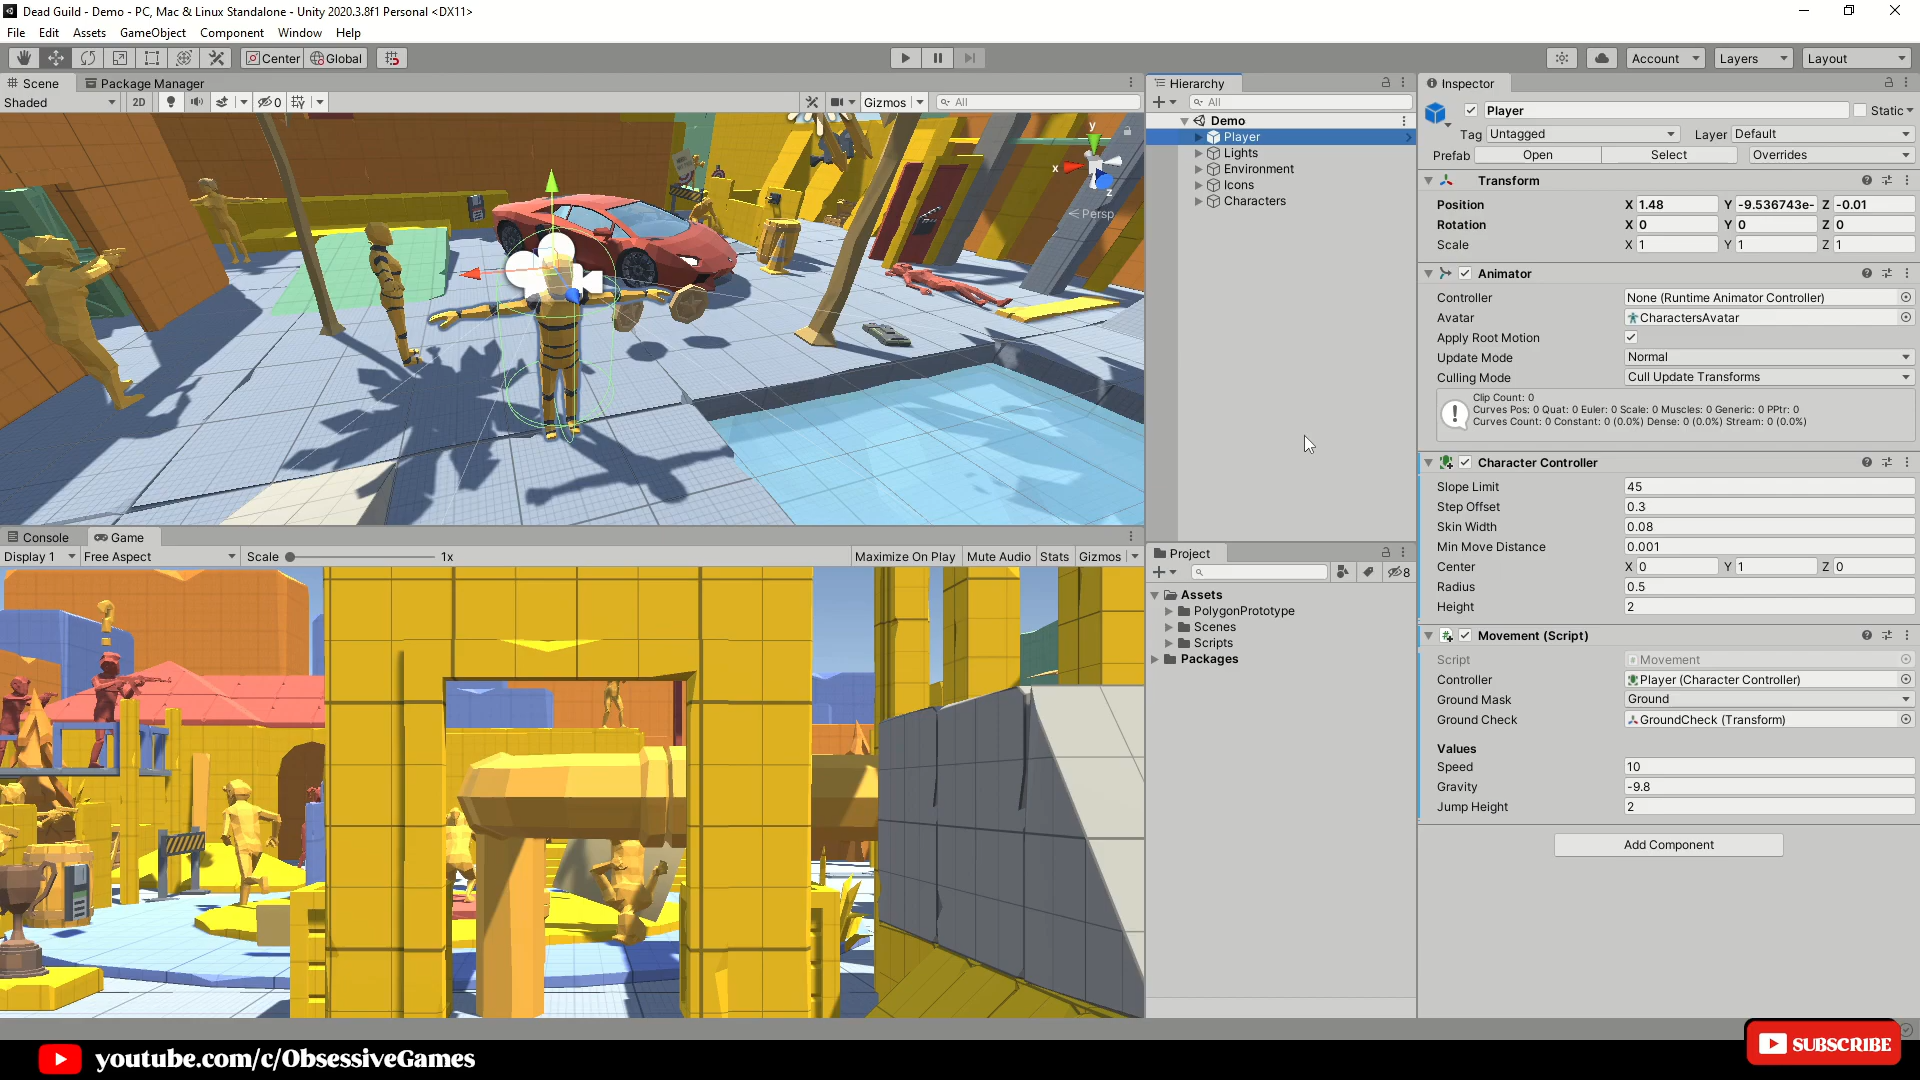 Dead Guild - Demo - PC, Mac & Linux Standalone - Unity 2020.3.8f1 Personal <DX11>
File Edit Assets GameObject Component Window Help
Center Global Account Layers Layout
Scene Package Manager
Shaded 2D 0 Gizmos All
y
x
z
Persp
Console Game
Display 1 Free Aspect Scale 1x Maximize On Play Mute Audio Stats Gizmos
Hierarchy
All
Demo
Player
Lights
Environment
Icons
Characters
Project
8
Assets
PolygonPrototype
Scenes
Scripts
Packages
Inspector
Player Static
Tag Untagged Layer Default
Prefab Open Select Overrides
Transform
Position X 1.48 Y -9.536743e- Z -0.01
Rotation X 0 Y 0 Z 0
Scale X 1 Y 1 Z 1
Animator
Controller None (Runtime Animator Controller)
Avatar CharactersAvatar
Apply Root Motion
Update Mode Normal
Culling Mode Cull Update Transforms
Clip Count: 0
Curves Pos: 0 Quat: 0 Euler: 0 Scale: 0 Muscles: 0 Generic: 0 PPtr: 0
Curves Count: 0 Constant: 0 (0.0%) Dense: 0 (0.0%) Stream: 0 (0.0%)
Character Controller
Slope Limit 45
Step Offset 0.3
Skin Width 0.08
Min Move Distance 0.001
Center X 0 Y 1 Z 0
Radius 0.5
Height 2
Movement (Script)
Script Movement
Controller Player (Character Controller)
Ground Mask Ground
Ground Check GroundCheck (Transform)
Values
Speed 10
Gravity -9.8
Jump Height 2
Add Component
youtube.com/c/ObsessiveGames
SUBSCRIBE